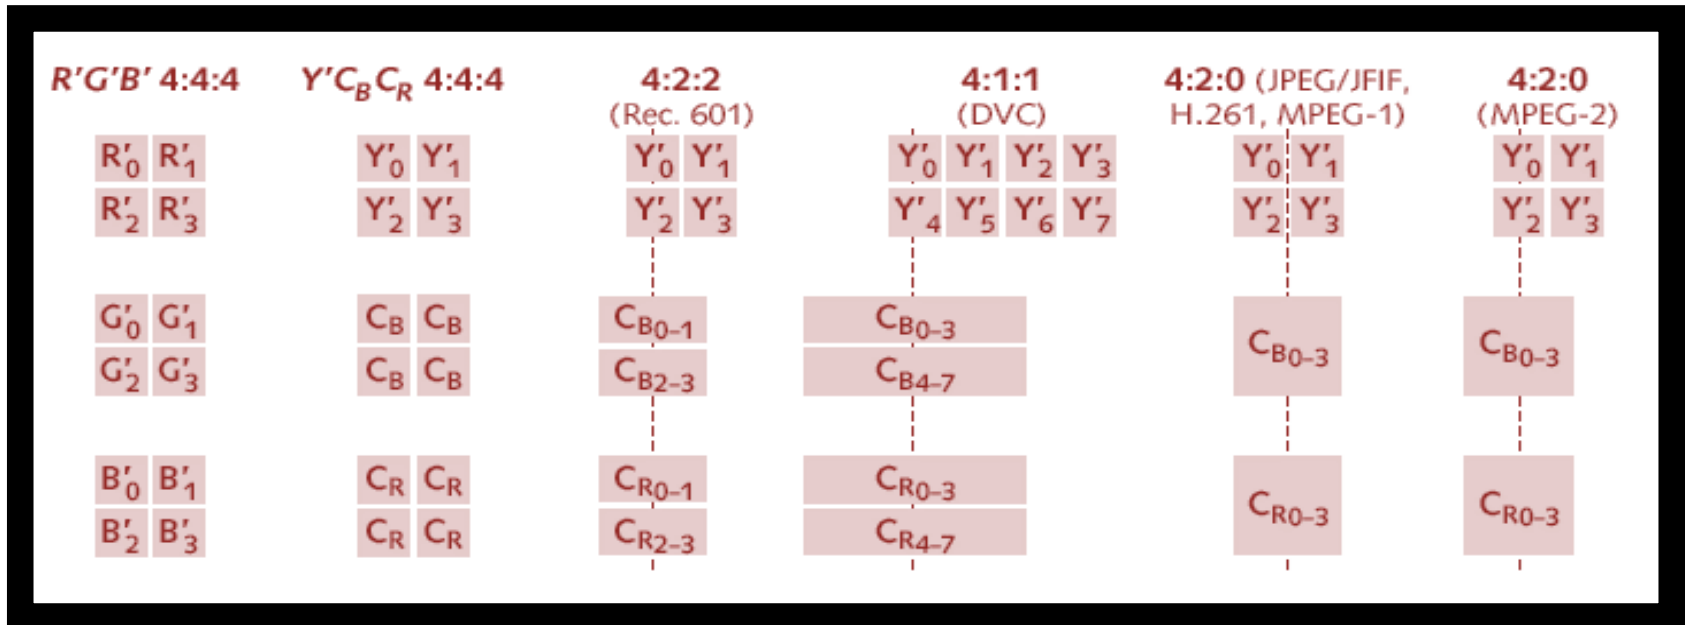 R′G′B′ 4:4:4 Y′CBCR 4:4:4 4:2:2 4:1:1 4:2:0 (JPEG/JFIF, 4:2:0
(Rec. 601) (DVC) H.261, MPEG-1) (MPEG-2)
R′0 R′1 Y′0 Y′1 Y′0 Y′1 Y′0 Y′1 Y′2 Y′3 Y′0 Y′1 Y′0 Y′1
R′2 R′3 Y′2 Y′3 Y′2 Y′3 Y′4 Y′5 Y′6 Y′7 Y′2 Y′3 Y′2 Y′3
G′0 G′1 CB CB CB0–1 CB0–3
CB0–3 CB0–3
G′2 G′3 CB CB CB2–3 CB4–7
B′0 B′1 CR CR CR0–1 CR0–3
CR0–3 CR0–3
B′2 B′3 CR CR CR2–3 CR4–7